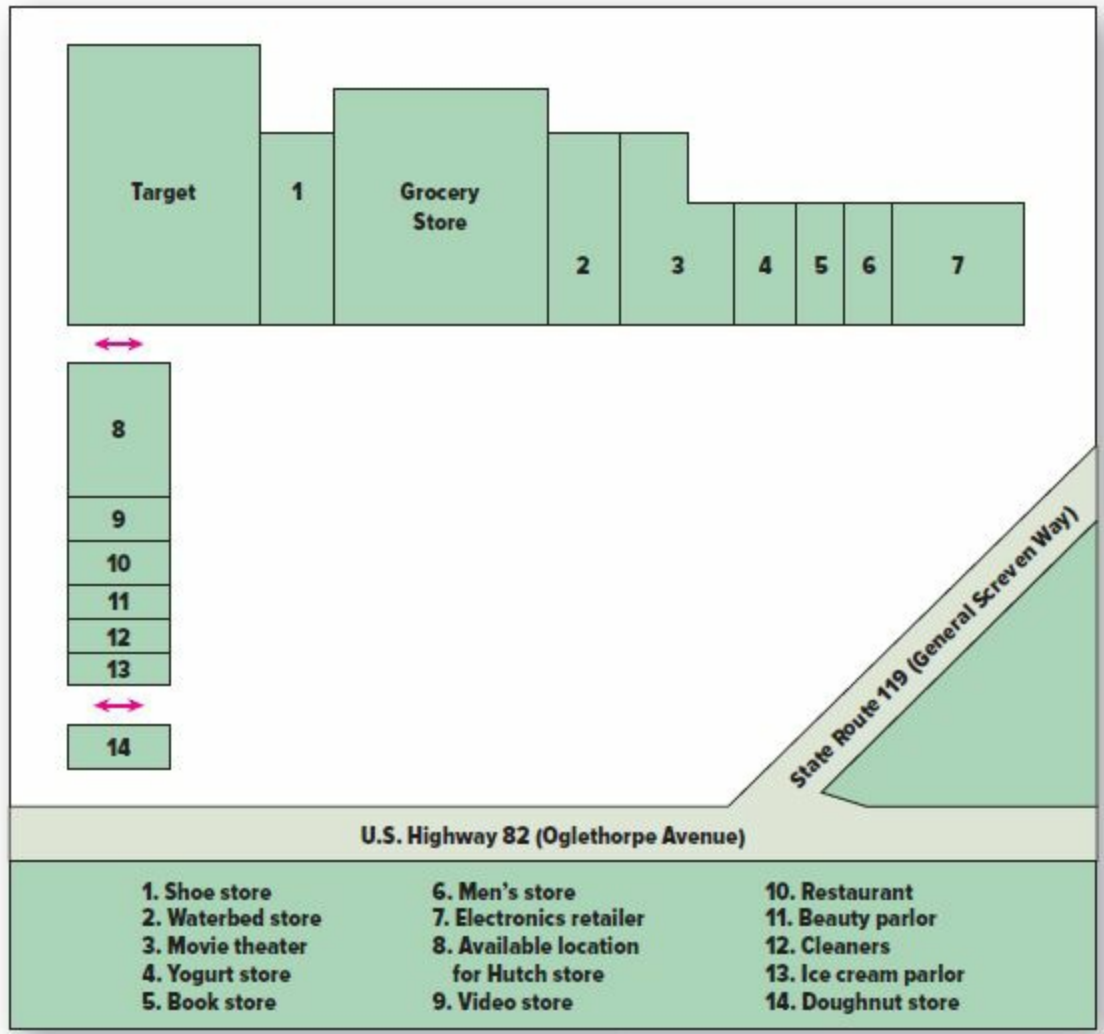 Target
1
Grocery
Store
2
3
4
5
6
7
8
9
10
11
12
13
14
State Route 119 (General Screven Way)
U.S. Highway 82 (Oglethorpe Avenue)
1. Shoe store
2. Waterbed store
3. Movie theater
4. Yogurt store
5. Book store
6. Men's store
7. Electronics retailer
8. Available location
for Hutch store
9. Video store
10. Restaurant
11. Beauty parlor
12. Cleaners
13. Ice cream parlor
14. Doughnut store